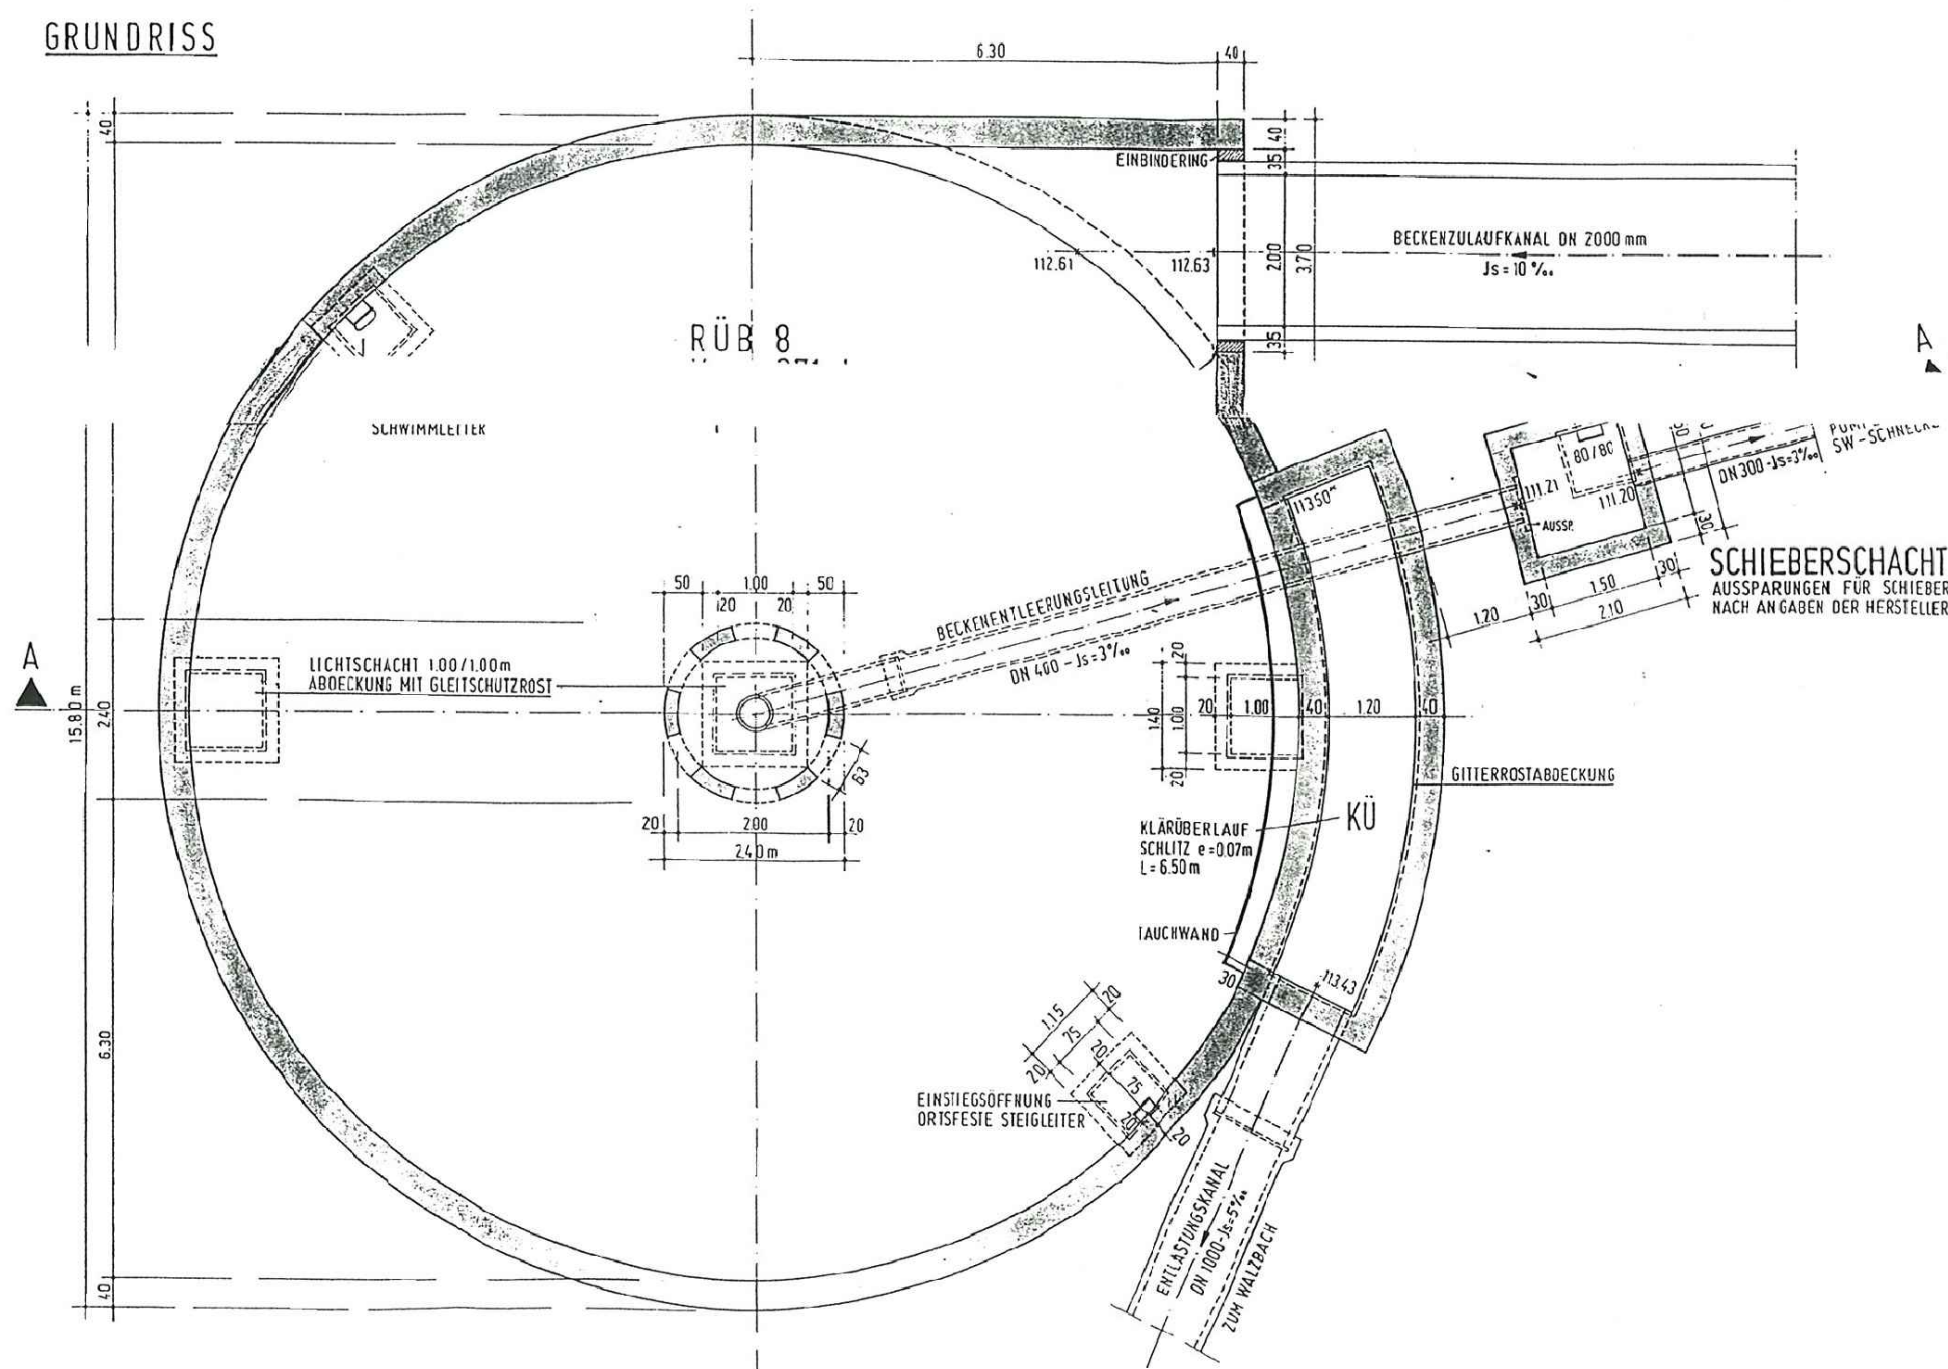 GRUNDRISS
6.30
40
40
40
EINBINDERING
35
BECKENZULAUFKANAL DN 2000 mm
Js = 10 ‰
112.61
112.63
2.00
3.70
35
RÜB 8
A
SCHWIMMLEITER
80/80
SW-SCHNECK
DN 300 - Js = 3‰
111.21
111.20
AUSSP.
30
113.50
SCHIEBERSCHACHT
AUSSPARUNGEN FÜR SCHIEBER
NACH ANGABEN DER HERSTELLER
1.20
30
1.50
30
2.10
50
1.00
50
20
20
BECKENENTLEERUNGSLEITUNG
DN 400 - Js = 3‰
A
LICHTSCHACHT 1.00/1.00m
ABDECKUNG MIT GLEITSCHUTZROST
15.80 m
2.40
20
1.40
1.00
20
20
1.00
40
1.20
40
63
GITTERROSTABDECKUNG
20
2.00
20
2.40 m
KÜ
KLÄRÜBERLAUF
SCHLITZ e = 0.07m
L = 6.50 m
TAUCHWAND
30
113.43
6.30
1.15
20
75
20
20
75
20
20
EINSTIEGSÖFFNUNG
ORTSFESTE STEIGLEITER
ENTLASTUNGSKANAL
DN 1000 - Js = 5‰
ZUM WALZBACH
40